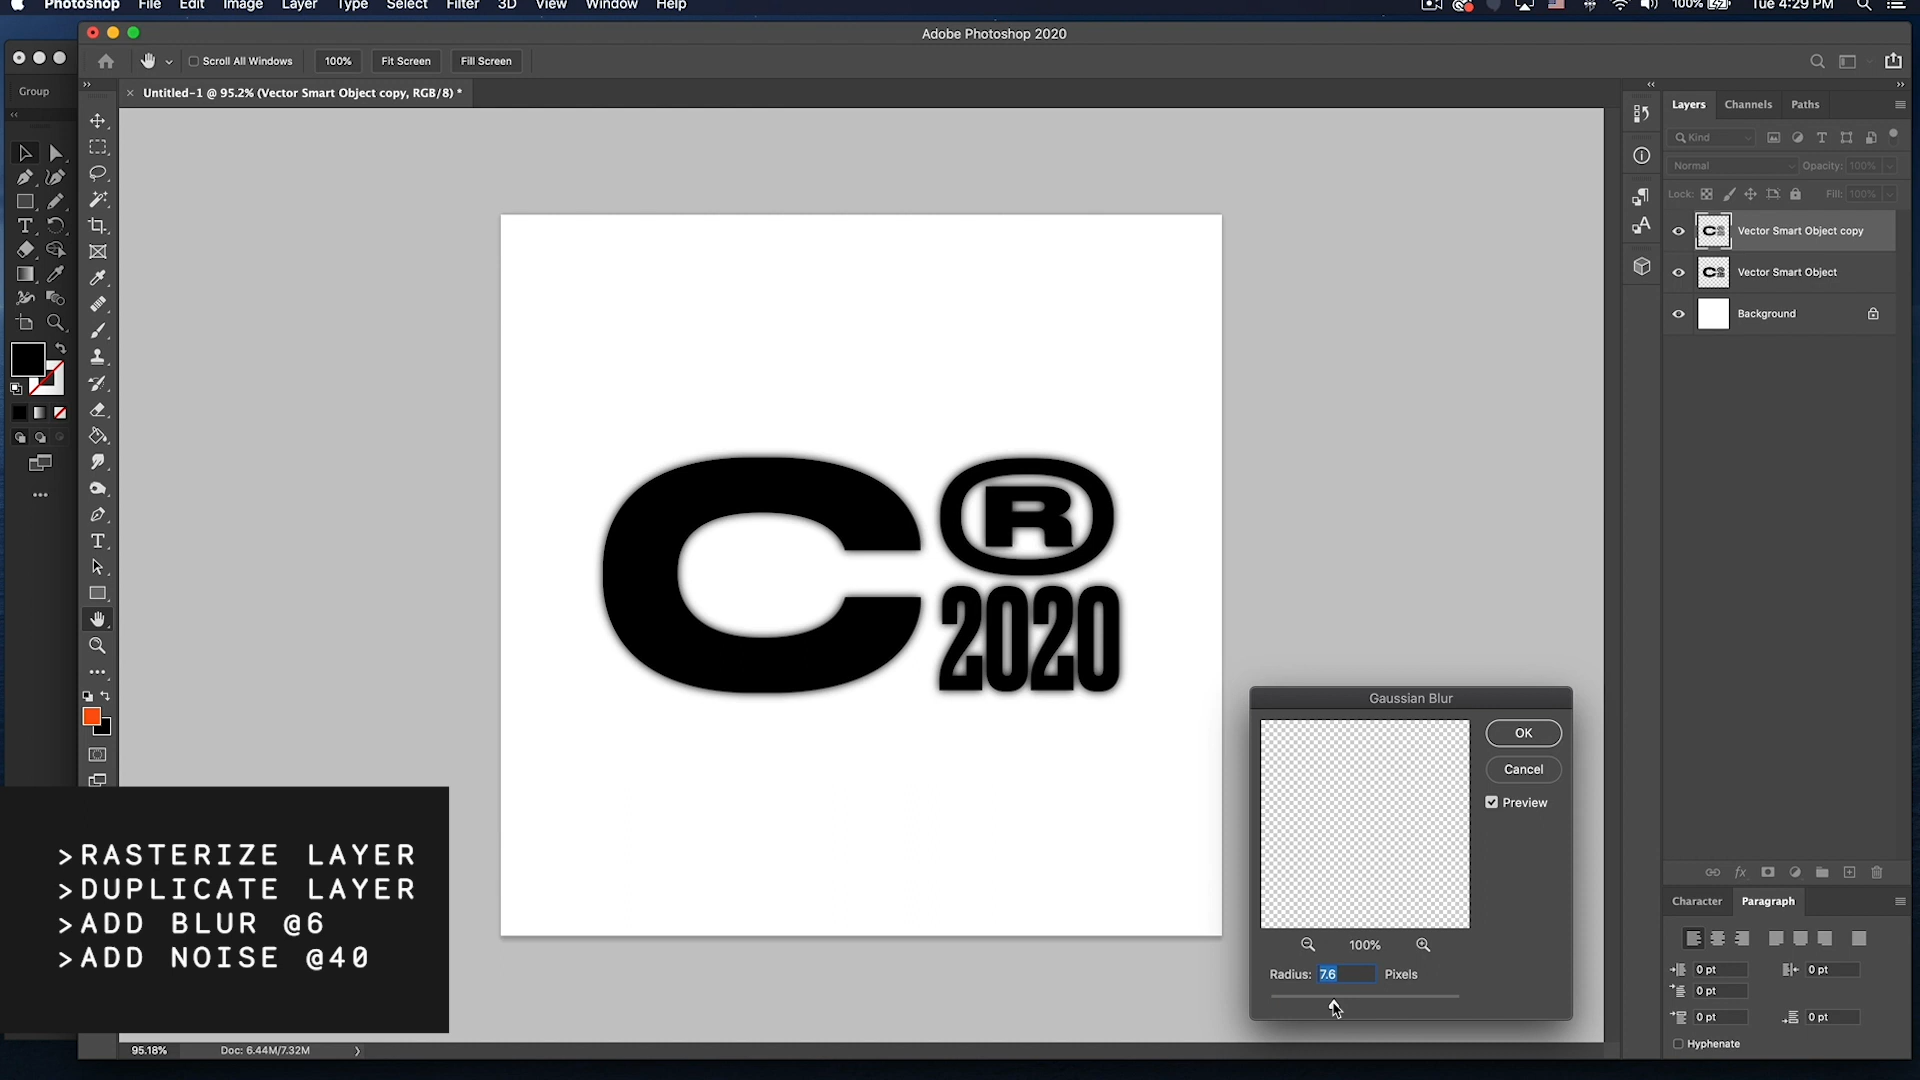 Photoshop File Edit Image Layer Type Select Filter 3D View Window Help
100% Tue 4:29 PM
Adobe Photoshop 2020
Scroll All Windows 100% Fit Screen Fill Screen
Group
× Untitled-1 @ 95.2% (Vector Smart Object copy, RGB/8) *
Layers Channels Paths
Kind
Normal Opacity: 100%
Lock: Fill: 100%
Vector Smart Object copy
Vector Smart Object
Background
C®
2020
Gaussian Blur
OK
Cancel
Preview
100%
Radius: 7.6 Pixels
>RASTERIZE LAYER
>DUPLICATE LAYER
>ADD BLUR @6
>ADD NOISE @40
Character Paragraph
0 pt 0 pt
0 pt
0 pt 0 pt
Hyphenate
95.18% Doc: 6.44M/7.32M